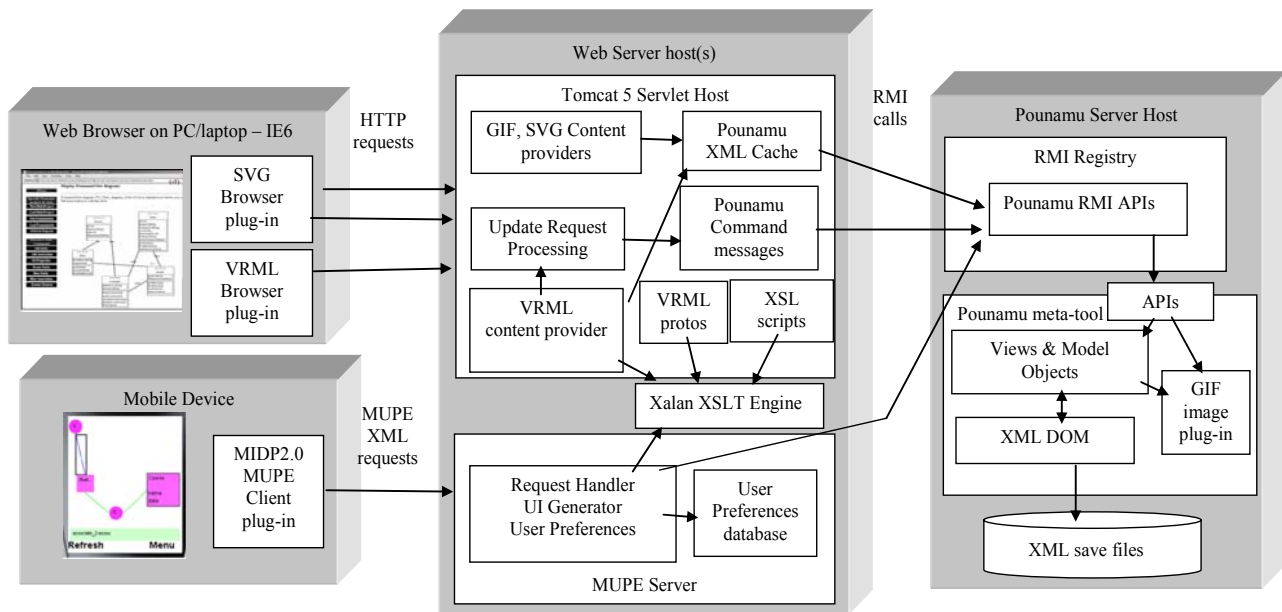 Web Browser on PC/laptop – IE6
SVG
Browser
plug-in
VRML
Browser
plug-in
HTTP
requests
Mobile Device
Refresh
Menu
MIDP2.0
MUPE
Client
plug-in
MUPE
XML
requests
Web Server host(s)
Tomcat 5 Servlet Host
GIF, SVG Content
providers
Pounamu
XML Cache
Update Request
Processing
Pounamu
Command
messages
VRML
content provider
VRML
protos
XSL
scripts
Xalan XSLT Engine
Request Handler
UI Generator
User Preferences
User
Preferences
database
MUPE Server
RMI
calls
Pounamu Server Host
RMI Registry
Pounamu RMI APIs
APIs
Pounamu meta-tool
Views & Model
Objects
GIF
image
plug-in
XML DOM
XML save files